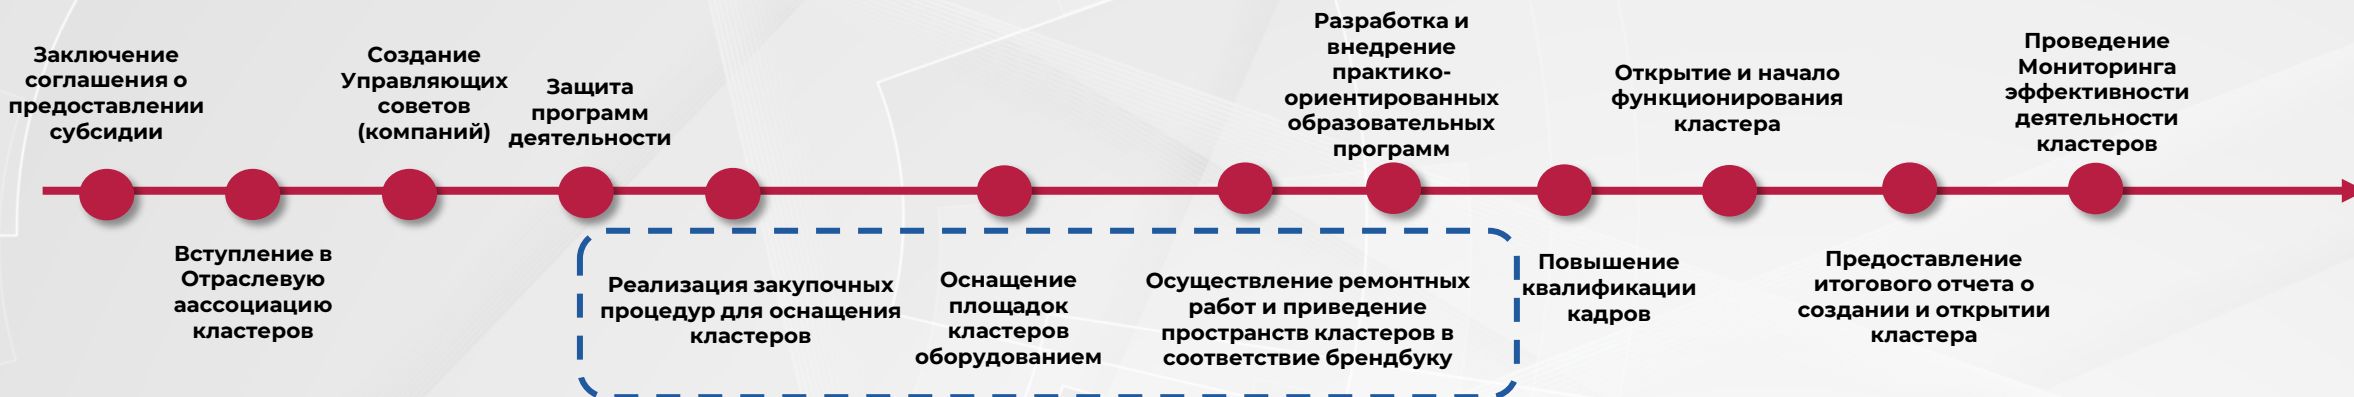 Заключение
соглашения о
предоставлении
субсидии
Вступление в
Отраслевую
аассоциацию
кластеров
Создание
Управляющих
советов
(компаний)
Защита
программ
деятельности
Реализация закупочных
процедур для оснащения
кластеров
Оснащение
площадок
кластеров
оборудованием
Осуществление ремонтных
работ и приведение
пространств кластеров в
соответствие брендбуку
Разработка и
внедрение
практико-
ориентированных
образовательных
программ
Повышение
квалификации
кадров
Открытие и начало
функционирования
кластера
Предоставление
итогового отчета о
создании и открытии
кластера
Проведение
Мониторинга
эффективности
деятельности
кластеров